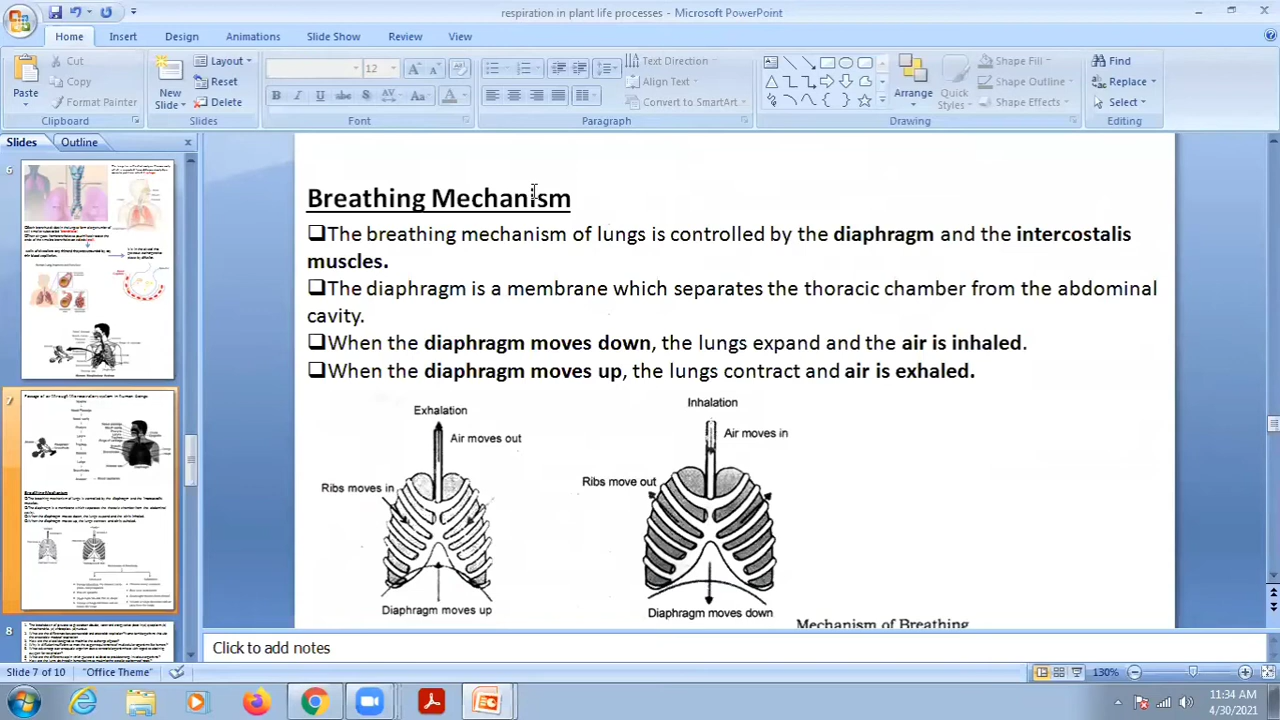 respiration in plant life processes - Microsoft PowerPoint
Home Insert Design Animations Slide Show Review View
Paste
Cut
Copy
Format Painter
Clipboard
New Slide
Layout
Reset
Delete
Slides
12
B I U abc S AV Aa A
Font
Text Direction
Align Text
Convert to SmartArt
Paragraph
Arrange
Quick Styles
Shape Fill
Shape Outline
Shape Effects
Drawing
Find
Replace
Select
Editing
Slides Outline
6
7
8
Breathing Mechanism
The breathing mechanism of lungs is controlled by the diaphragm and the intercostalis
muscles.
The diaphragm is a membrane which separates the thoracic chamber from the abdominal
cavity.
When the diaphragm moves down, the lungs expand and the air is inhaled.
When the diaphragm moves up, the lungs contract and air is exhaled.
Exhalation
Air moves out
Ribs moves in
Diaphragm moves up
Inhalation
Air moves in
Ribs move out
Diaphragm moves down
Mechanism of Breathing
Click to add notes
Slide 7 of 10 "Office Theme" 130%
11:34 AM
4/30/2021